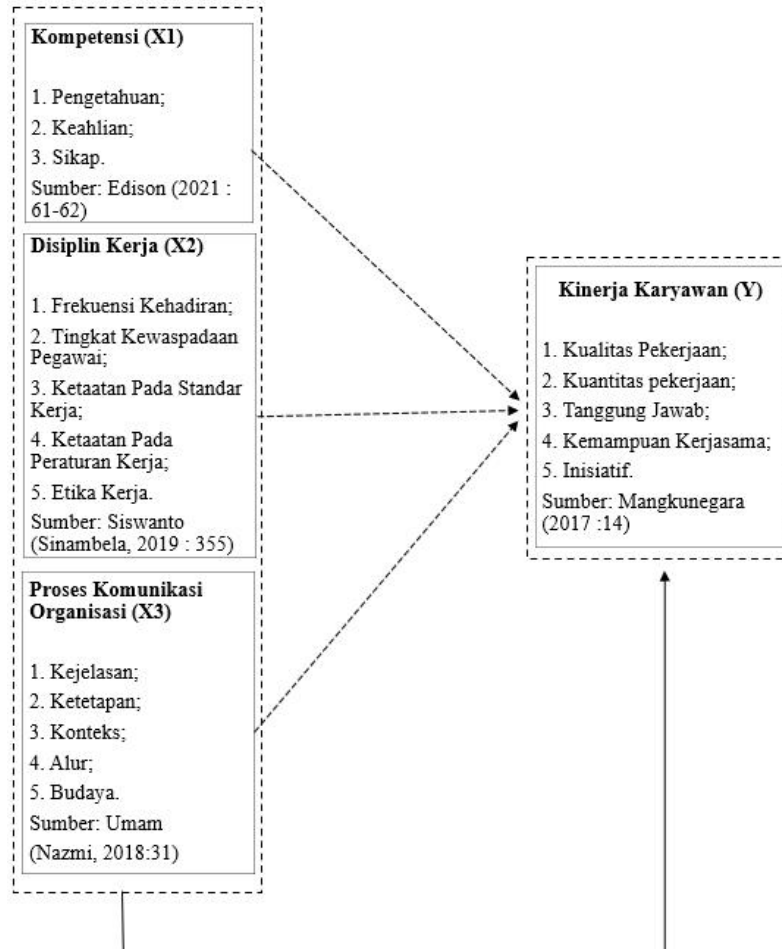 Kompetensi (X1)
1. Pengetahuan;
2. Keahlian;
3. Sikap.
Sumber: Edison (2021 :
61-62)
Disiplin Kerja (X2)
1. Frekuensi Kehadiran;
2. Tingkat Kewaspadaan
Pegawai;
3. Ketaatan Pada Standar
Kerja;
4. Ketaatan Pada
Peraturan Kerja;
5. Etika Kerja.
Sumber: Siswanto
(Sinambela, 2019 : 355)
Proses Komunikasi
Organisasi (X3)
1. Kejelasan;
2. Ketetapan;
3. Konteks;
4. Alur;
5. Budaya.
Sumber: Umam
(Nazmi, 2018:31)
Kinerja Karyawan (Y)
1. Kualitas Pekerjaan;
2. Kuantitas pekerjaan;
3. Tanggung Jawab;
4. Kemampuan Kerjasama;
5. Inisiatif.
Sumber: Mangkunegara
(2017 :14)